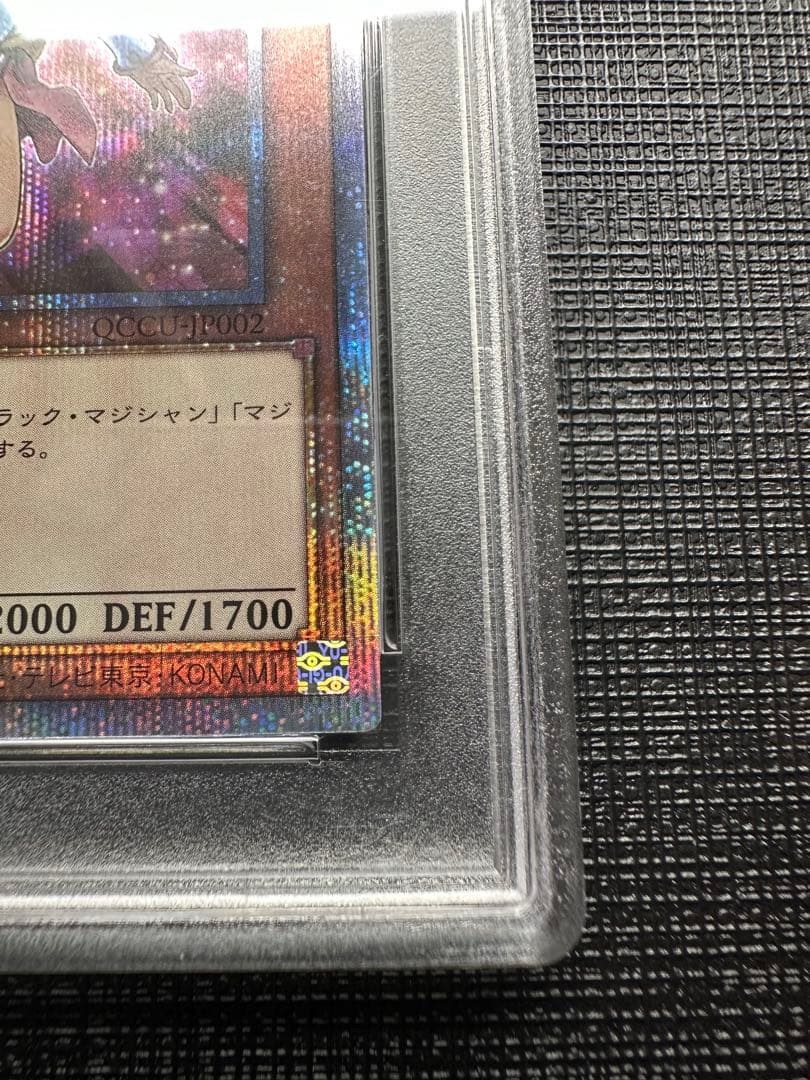 QCCU-JP002
ラック・マジシャン」「マジ
する。
2000 DEF/1700
・テレビ東京 KONAMI